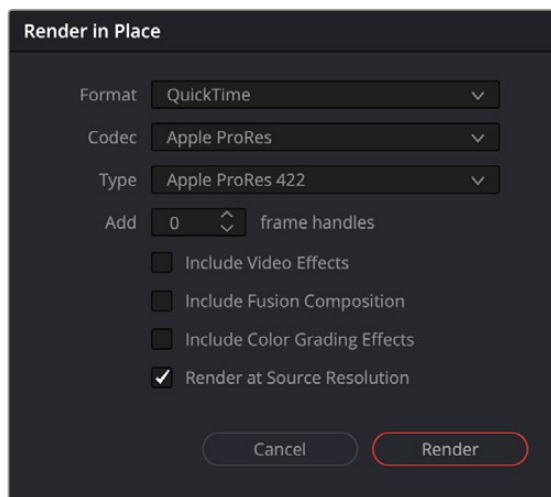 Render in Place
Format QuickTime
Codec Apple ProRes
Type Apple ProRes 422
Add 0 frame handles
Include Video Effects
Include Fusion Composition
Include Color Grading Effects
Render at Source Resolution
Cancel Render